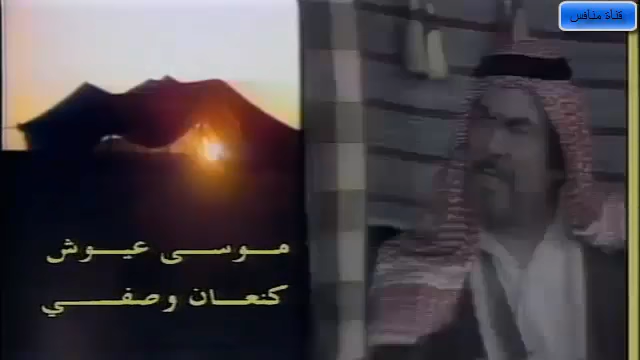 قناة منافس
موسى عيوش
كنعان وصفي